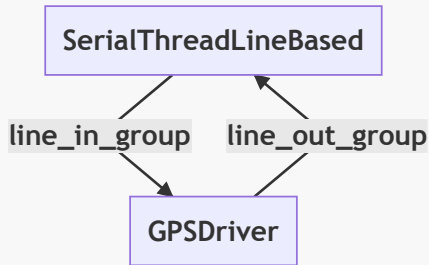 SerialThreadLineBased
line_in_group
line_out_group
GPSDriver